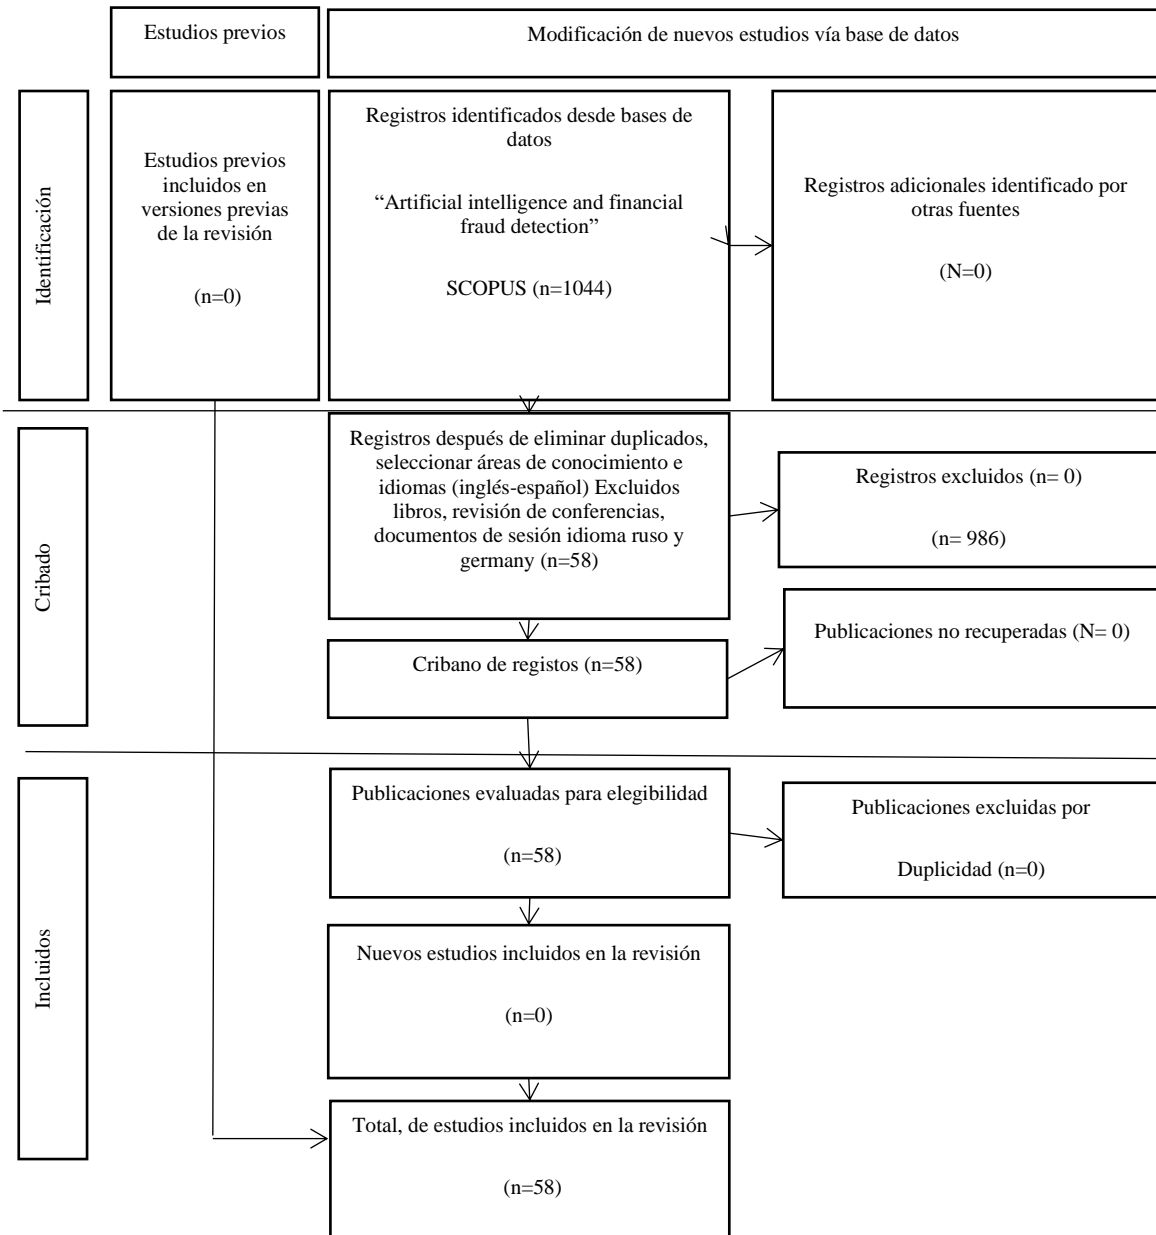 Estudios previos
Modificación de nuevos estudios vía base de datos
Identificación
Estudios previos
incluidos en
versiones previas
de la revisión
(n=0)
Registros identificados desde bases de
datos
“Artificial intelligence and financial
fraud detection”
SCOPUS (n=1044)
Registros adicionales identificado por
otras fuentes
(N=0)
Cribado
Registros después de eliminar duplicados,
seleccionar áreas de conocimiento e
idiomas (inglés-español) Excluidos
libros, revisión de conferencias,
documentos de sesión idioma ruso y
germany (n=58)
Registros excluidos (n= 0)
(n= 986)
Cribano de registos (n=58)
Publicaciones no recuperadas (N= 0)
Incluidos
Publicaciones evaluadas para elegibilidad
(n=58)
Publicaciones excluidas por
Duplicidad (n=0)
Nuevos estudios incluidos en la revisión
(n=0)
Total, de estudios incluidos en la revisión
(n=58)